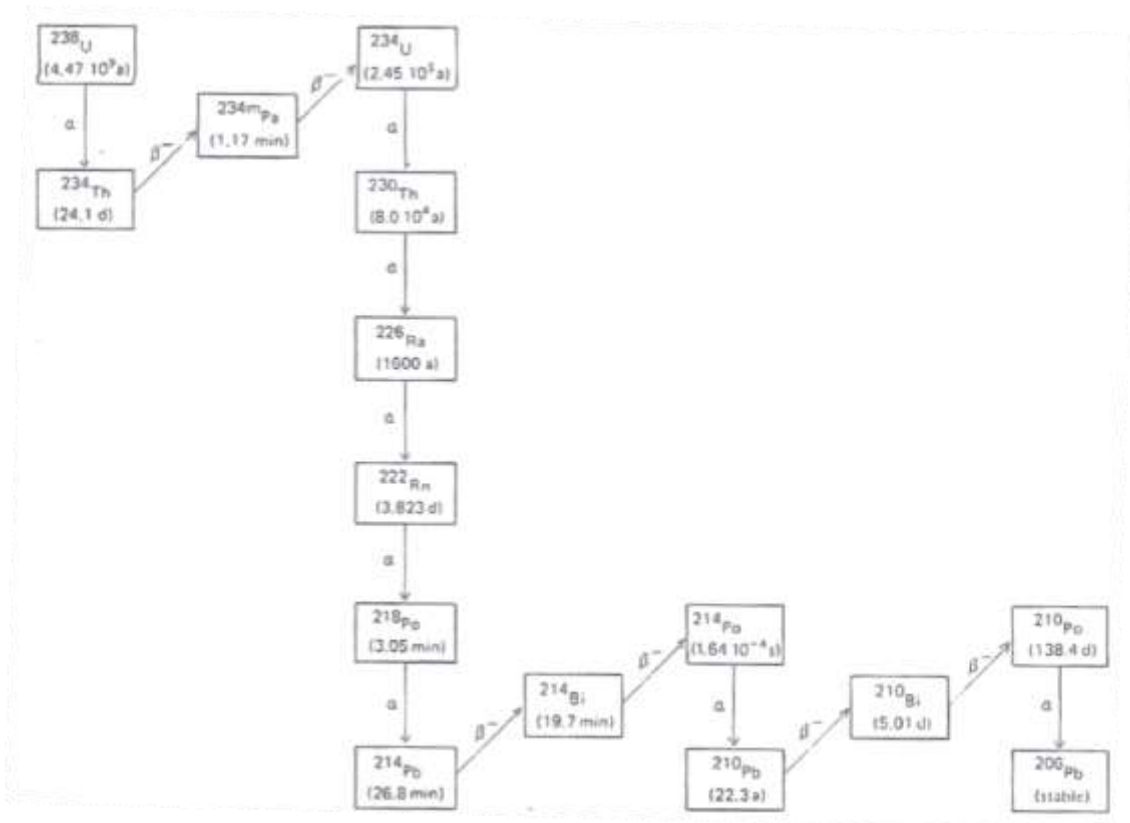 238U
(4.47 10⁹a)
α
234Th
(24.1 d)
β⁻
234mPa
(1.17 min)
β⁻
234U
(2.45 10⁵a)
α
230Th
(8.0 10⁴a)
α
226Ra
(1600 a)
α
222Rn
(3.823 d)
α
218Po
(3.05 min)
α
214Pb
(26.8 min)
β⁻
214Bi
(19.7 min)
β⁻
214Po
(1.64 10⁻⁴s)
α
210Pb
(22.3 a)
β⁻
210Bi
(5.01 d)
β⁻
210Po
(138.4 d)
α
206Pb
(stable)